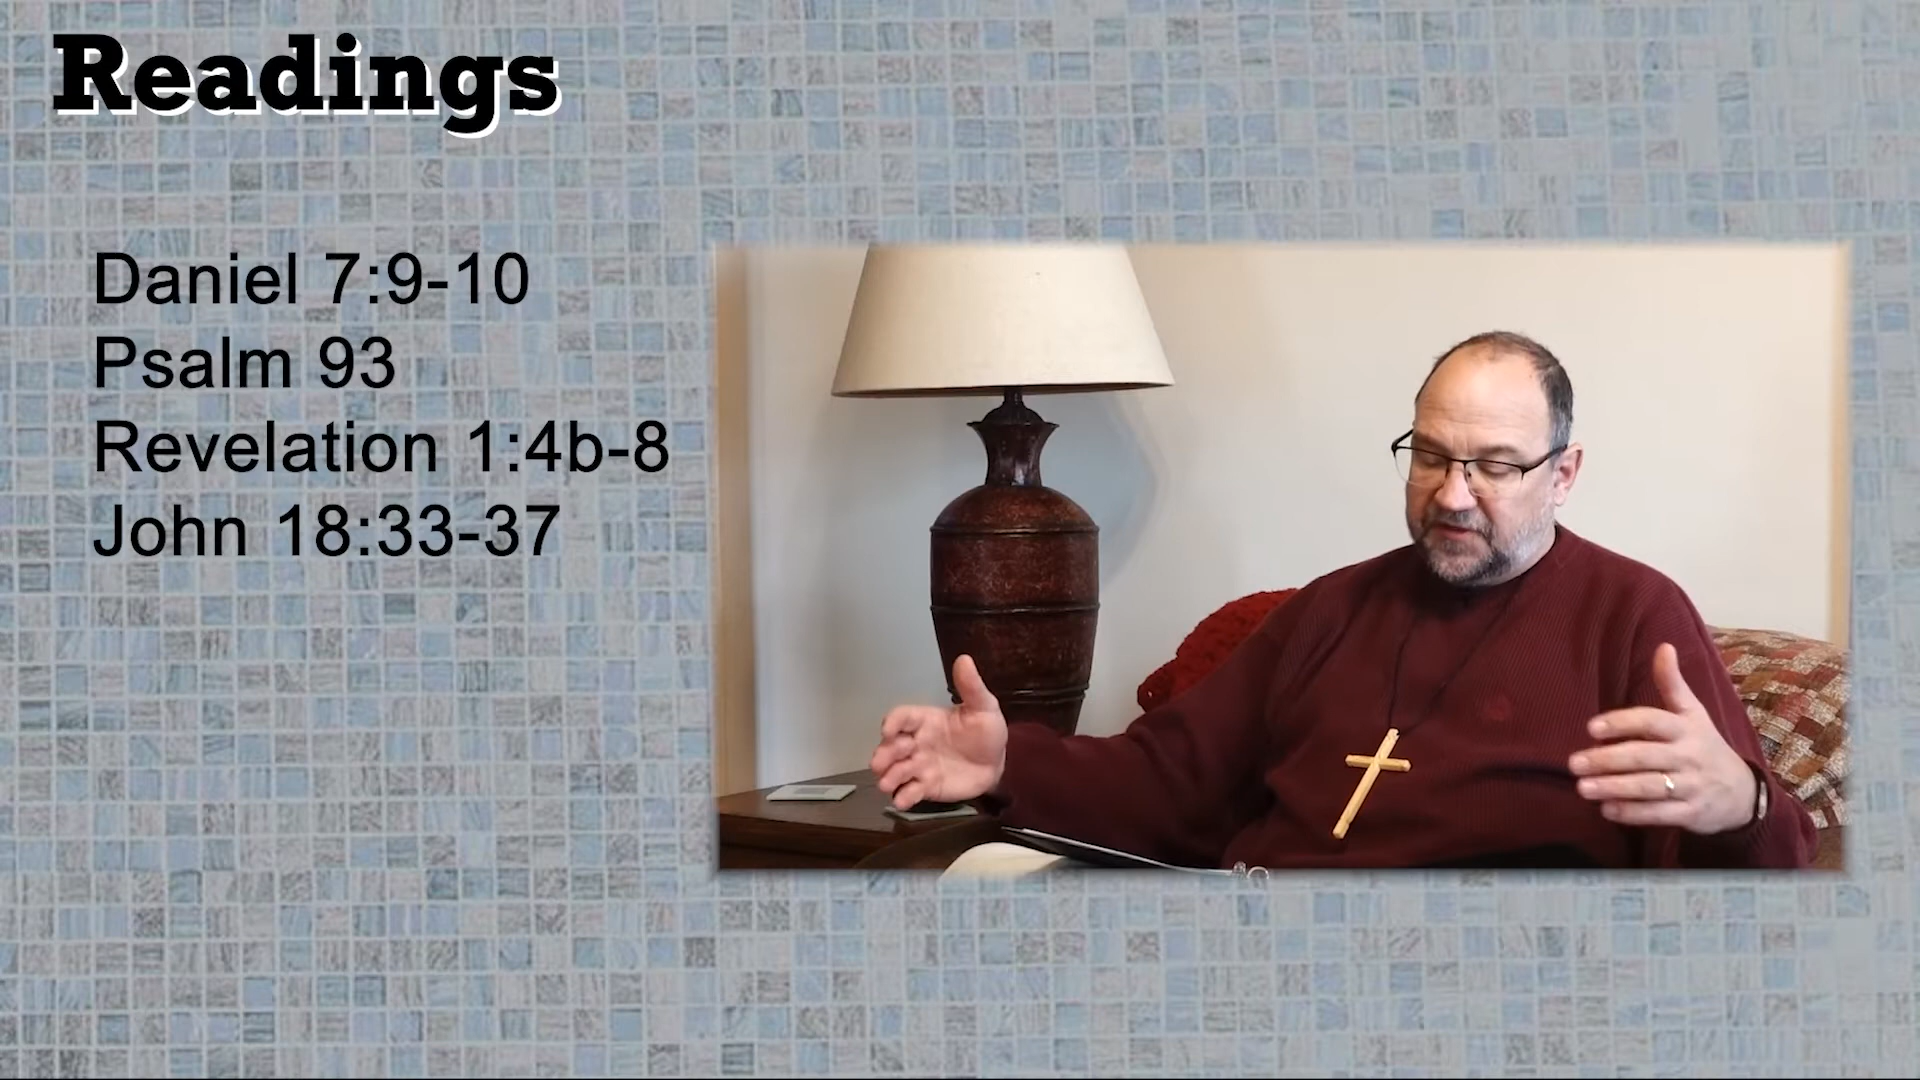 Readings
Daniel 7:9-10
Psalm 93
Revelation 1:4b-8
John 18:33-37